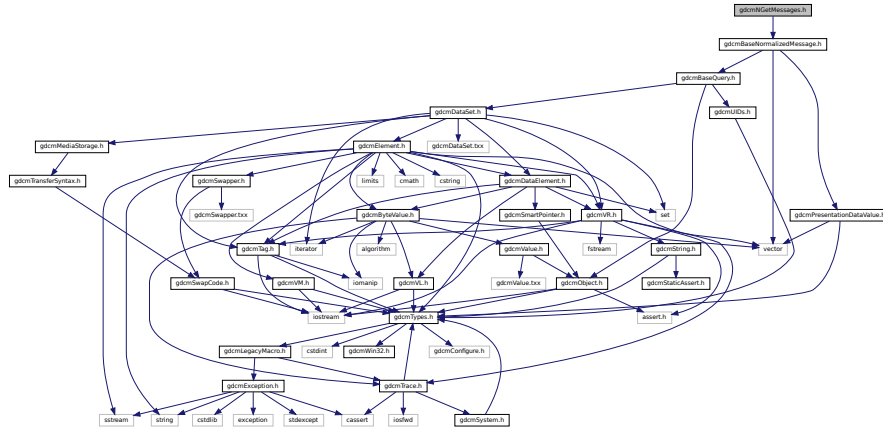 gdcmNGetMessages.h
gdcmBaseNormalizedMessage.h
gdcmBaseQuery.h
gdcmDataSet.h
gdcmUIDs.h
gdcmMediaStorage.h
gdcmElement.h
gdcmDataSet.txx
gdcmTransferSyntax.h
gdcmSwapper.h
limits
cmath
cstring
gdcmDataElement.h
gdcmSwapper.txx
gdcmByteValue.h
gdcmSmartPointer.h
gdcmVR.h
set
gdcmPresentationDataValue.h
gdcmTag.h
iterator
algorithm
gdcmValue.h
fstream
gdcmString.h
vector
gdcmSwapCode.h
gdcmVM.h
iomanip
gdcmVL.h
gdcmValue.txx
gdcmObject.h
gdcmStaticAssert.h
iostream
gdcmTypes.h
assert.h
gdcmLegacyMacro.h
cstdint
gdcmWin32.h
gdcmConfigure.h
gdcmException.h
gdcmTrace.h
sstream
string
cstdlib
exception
stdexcept
cassert
iosfwd
gdcmSystem.h